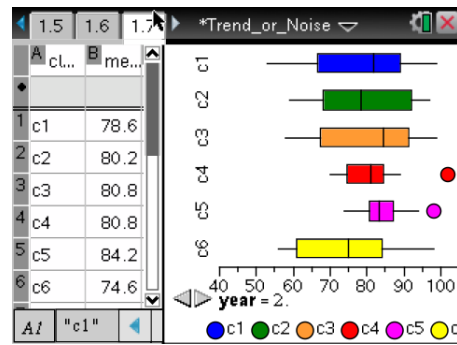 1.5 1.6 1.7 *Trend_or_Noise
A cl... B me...
1 c1 78.6
2 c2 80.2
3 c3 80.8
4 c4 80.8
5 c5 84.2
6 c6 74.6
A1 "c1"
c1
c2
c3
c4
c5
c6
40 50 60 70 80 90 100
year = 2.
c1 c2 c3 c4 c5 c